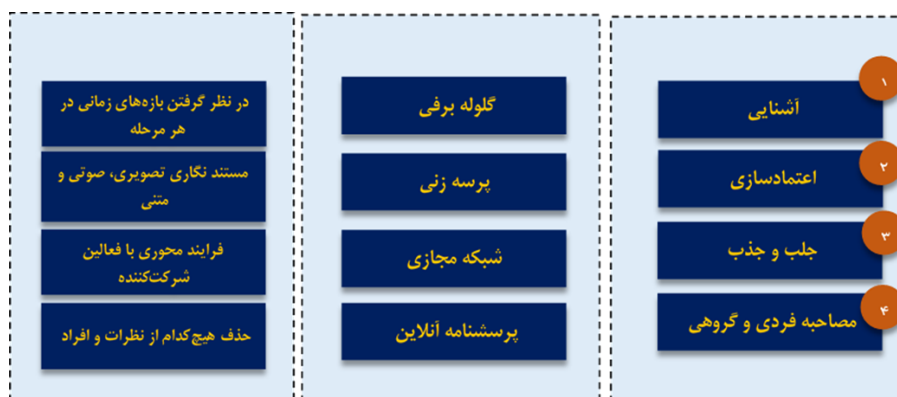 ۱
آشنایی
۲
اعتمادسازی
۳
جلب و جذب
۴
مصاحبه فردی و گروهی
گلوله برفی
پرسه زنی
شبکه مجازی
پرسشنامه آنلاین
در نظر گرفتن بازه‌های زمانی در
هر مرحله
مستند نگاری تصویری، صوتی و
متنی
فرایند محوری با فعالین
شرکت‌کننده
حذف هیچ‌کدام از نظرات و افراد